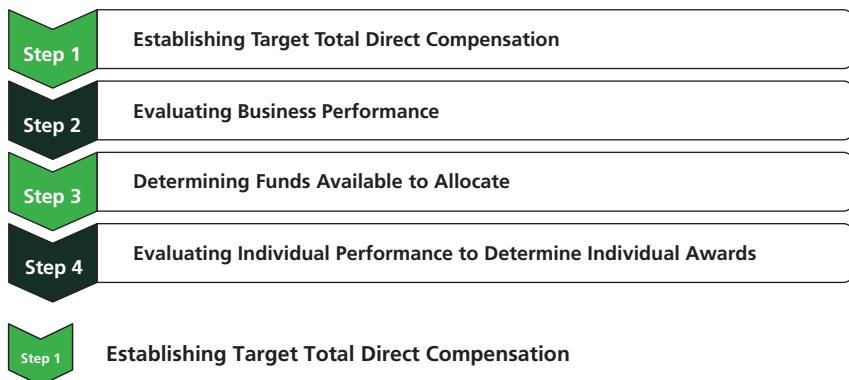 Step 1
Establishing Target Total Direct Compensation
Step 2
Evaluating Business Performance
Step 3
Determining Funds Available to Allocate
Step 4
Evaluating Individual Performance to Determine Individual Awards
Step 1
Establishing Target Total Direct Compensation